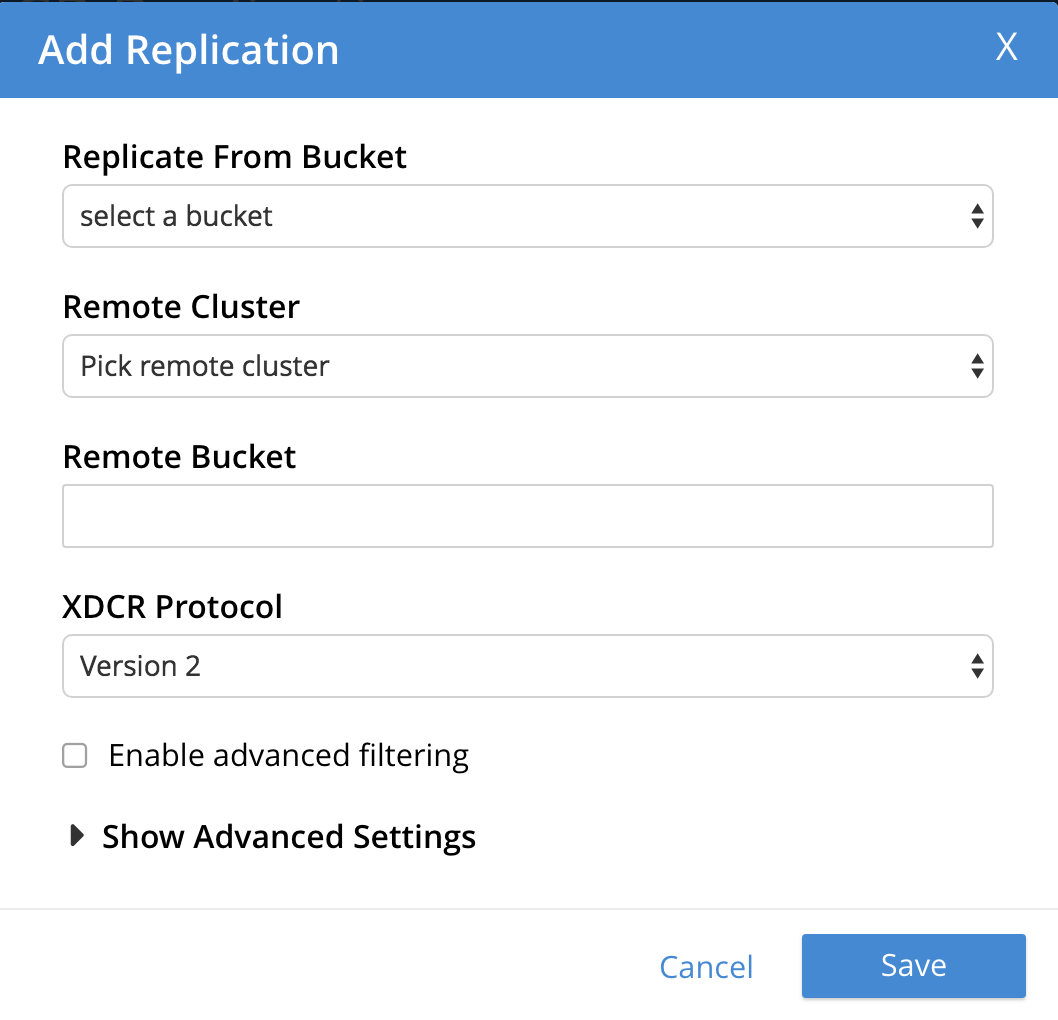 Add Replication
X
Replicate From Bucket
select a bucket
Remote Cluster
Pick remote cluster
Remote Bucket
XDCR Protocol
Version 2
Enable advanced filtering
Show Advanced Settings
Cancel
Save